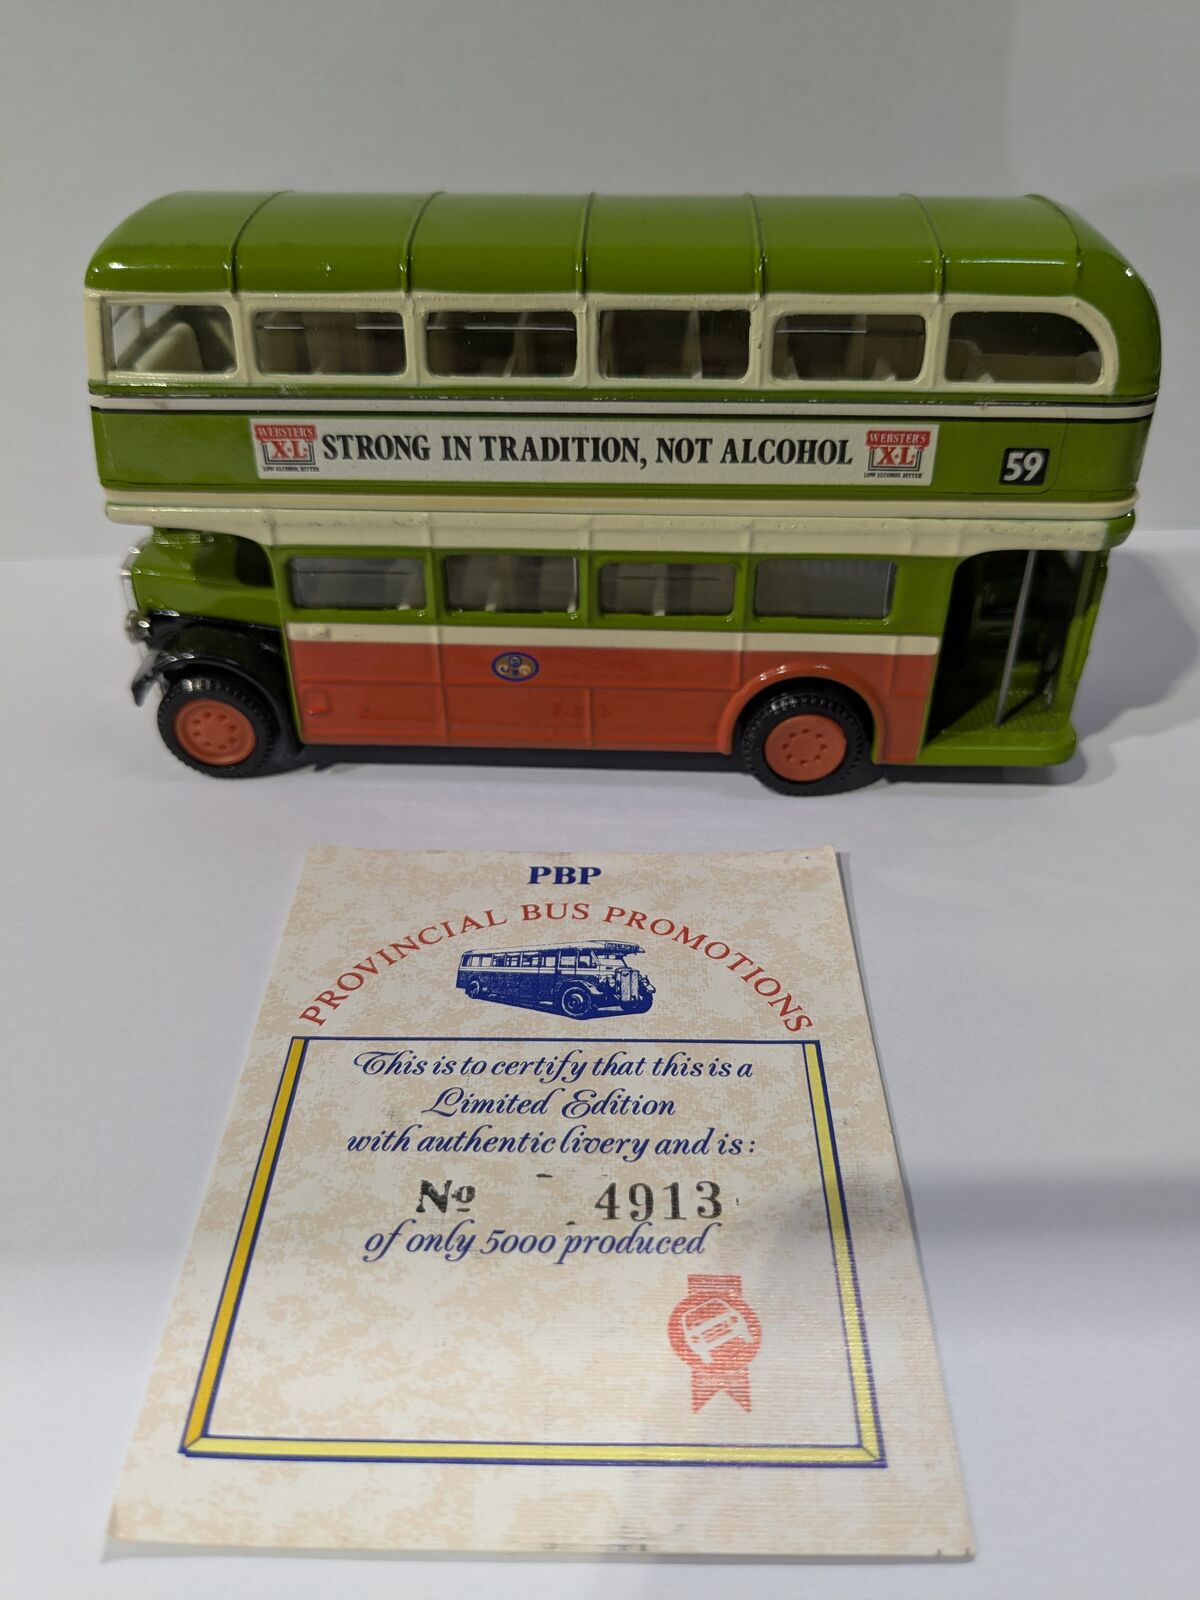 WEBSTER'S
X·L·
LOW ALCOHOL BITTER
STRONG IN TRADITION, NOT ALCOHOL
WEBSTER'S
X·L·
LOW ALCOHOL BITTER
59
PBP
PROVINCIAL BUS PROMOTIONS
This is to certify that this is a
Limited Edition
with authentic livery and is:
No 4913
of only 5000 produced